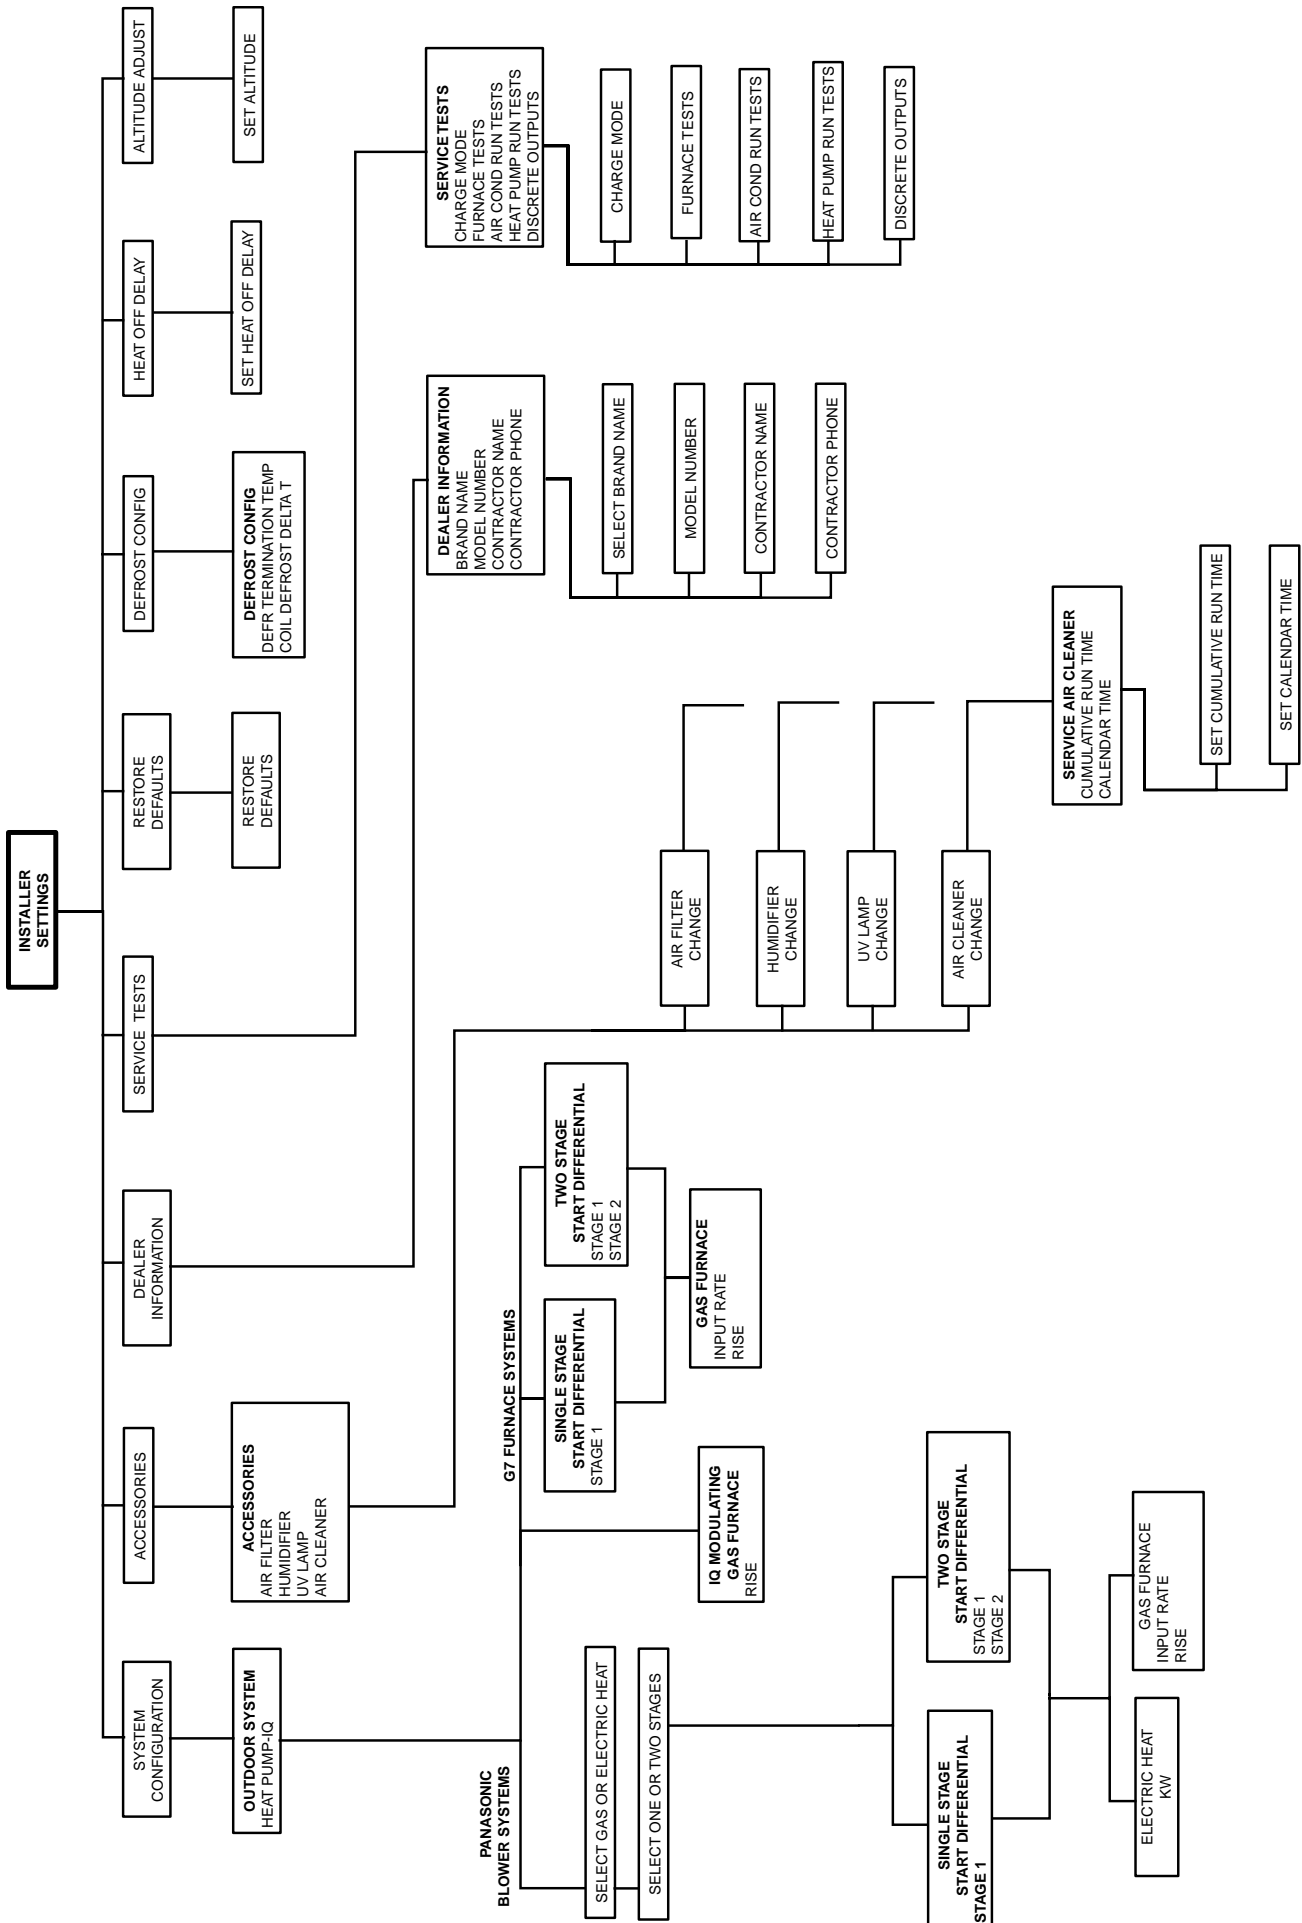 INSTALLER
SETTINGS
SYSTEM
CONFIGURATION
ACCESSORIES
DEALER
INFORMATION
SERVICE TESTS
RESTORE
DEFAULTS
DEFROST CONFIG
HEAT OFF DELAY
ALTITUDE ADJUST
OUTDOOR SYSTEM
HEAT PUMP-IQ
ACCESSORIES
AIR FILTER
HUMIDIFIER
UV LAMP
AIR CLEANER
RESTORE
DEFAULTS
DEFROST CONFIG
DEFR TERMINATION TEMP
COIL DEFROST DELTA T
SET HEAT OFF DELAY
SET ALTITUDE
DEALER INFORMATION
BRAND NAME
MODEL NUMBER
CONTRACTOR NAME
CONTRACTOR PHONE
SERVICE TESTS
CHARGE MODE
FURNACE TESTS
AIR COND RUN TESTS
HEAT PUMP RUN TESTS
DISCRETE OUTPUTS
PANASONIC
BLOWER SYSTEMS
G7 FURNACE SYSTEMS
SELECT GAS OR ELECTRIC HEAT
SELECT ONE OR TWO STAGES
IQ MODULATING
GAS FURNACE
RISE
SINGLE STAGE
START DIFFERENTIAL
STAGE 1
TWO STAGE
START DIFFERENTIAL
STAGE 1
STAGE 2
GAS FURNACE
INPUT RATE
RISE
AIR FILTER
CHANGE
HUMIDIFIER
CHANGE
UV LAMP
CHANGE
AIR CLEANER
CHANGE
SELECT BRAND NAME
MODEL NUMBER
CONTRACTOR NAME
CONTRACTOR PHONE
CHARGE MODE
FURNACE TESTS
AIR COND RUN TESTS
HEAT PUMP RUN TESTS
DISCRETE OUTPUTS
SINGLE STAGE
START DIFFERENTIAL
STAGE 1
TWO STAGE
START DIFFERENTIAL
STAGE 1
STAGE 2
SERVICE AIR CLEANER
CUMULATIVE RUN TIME
CALENDAR TIME
ELECTRIC HEAT
KW
GAS FURNACE
INPUT RATE
RISE
SET CUMULATIVE RUN TIME
SET CALENDAR TIME